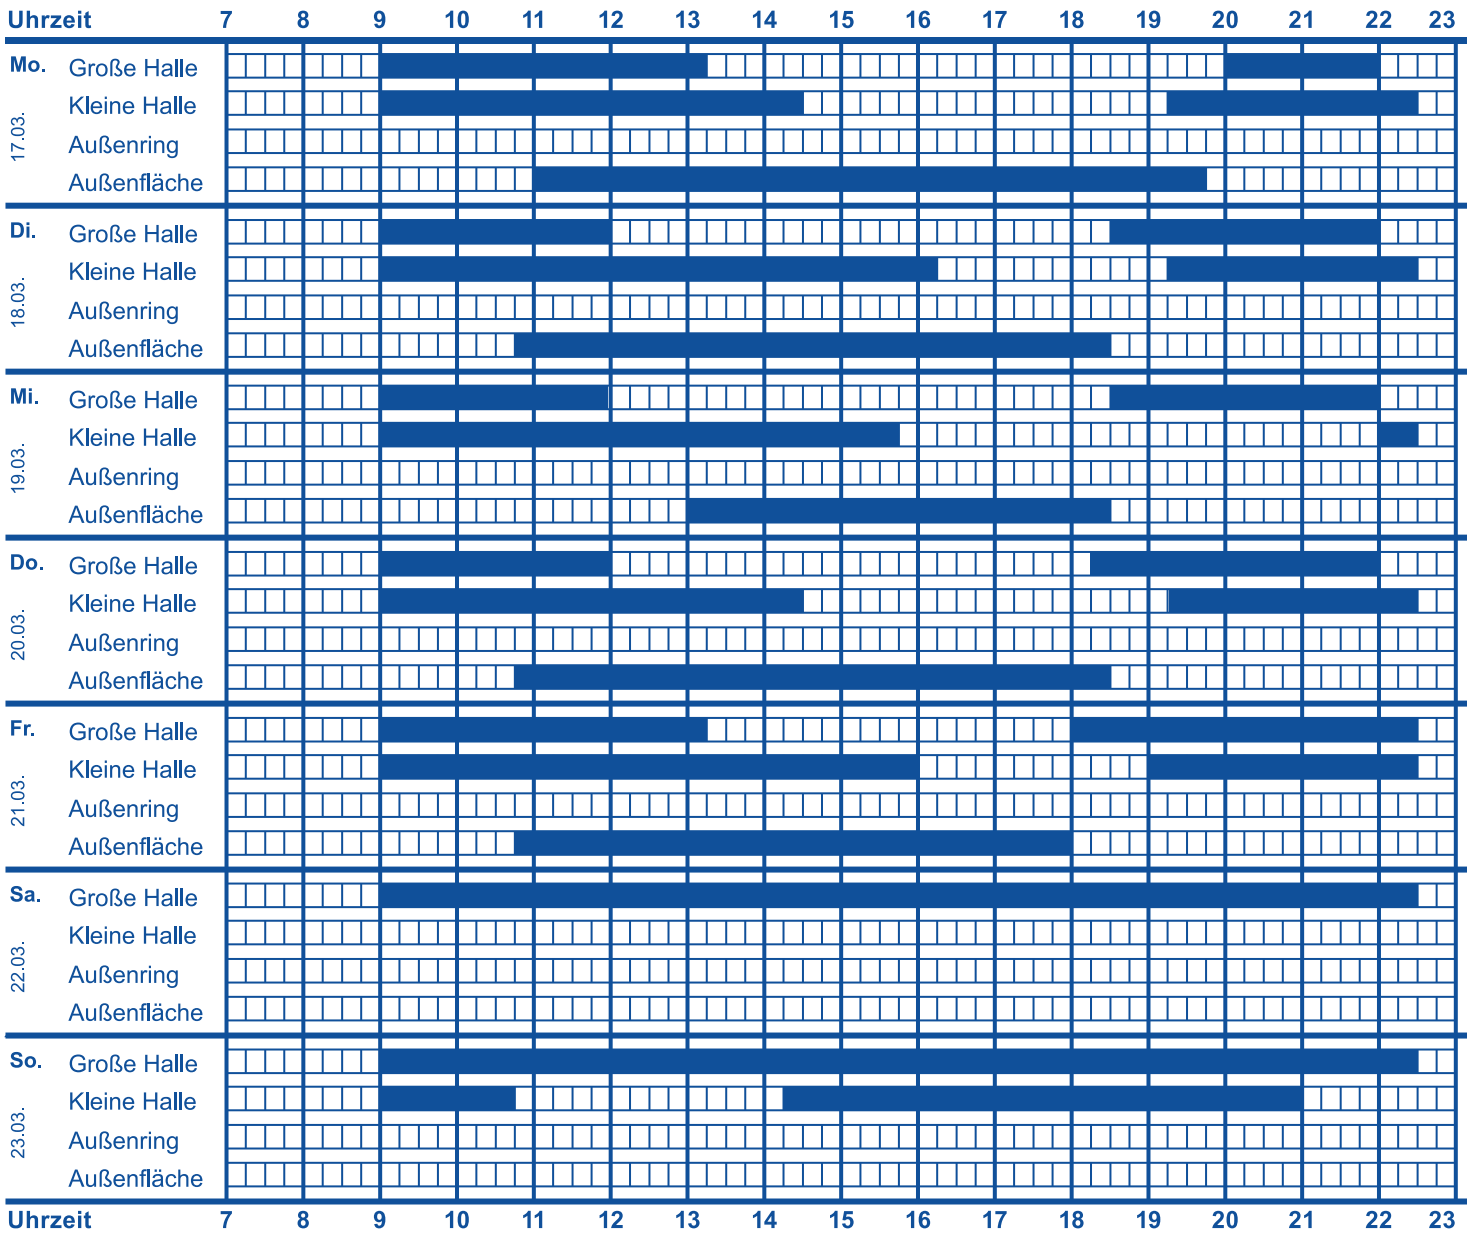 Uhrzeit 7 8 9 10 11 12 13 14 15 16 17 18 19 20 21 22 23
Mo. Große Halle
Kleine Halle
17.03.
Außenring
Außenfläche
Di. Große Halle
Kleine Halle
18.03.
Außenring
Außenfläche
Mi. Große Halle
Kleine Halle
19.03.
Außenring
Außenfläche
Do. Große Halle
Kleine Halle
20.03.
Außenring
Außenfläche
Fr. Große Halle
Kleine Halle
21.03.
Außenring
Außenfläche
Sa. Große Halle
Kleine Halle
22.03.
Außenring
Außenfläche
So. Große Halle
Kleine Halle
23.03.
Außenring
Außenfläche
Uhrzeit 7 8 9 10 11 12 13 14 15 16 17 18 19 20 21 22 23